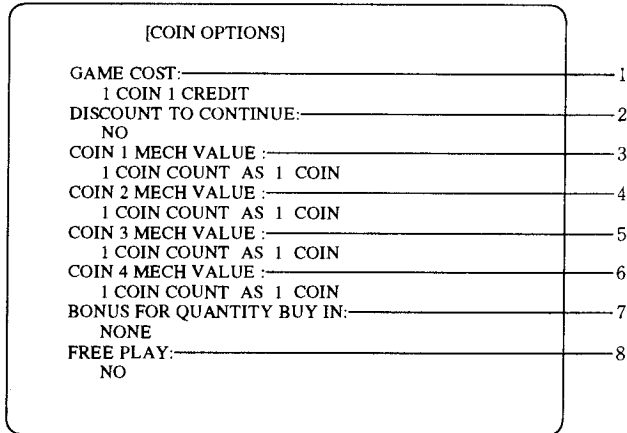 [COIN OPTIONS]
GAME COST: 1
1 COIN 1 CREDIT
DISCOUNT TO CONTINUE: 2
NO
COIN 1 MECH VALUE : 3
1 COIN COUNT AS 1 COIN
COIN 2 MECH VALUE : 4
1 COIN COUNT AS 1 COIN
COIN 3 MECH VALUE : 5
1 COIN COUNT AS 1 COIN
COIN 4 MECH VALUE : 6
1 COIN COUNT AS 1 COIN
BONUS FOR QUANTITY BUY IN: 7
NONE
FREE PLAY: 8
NO